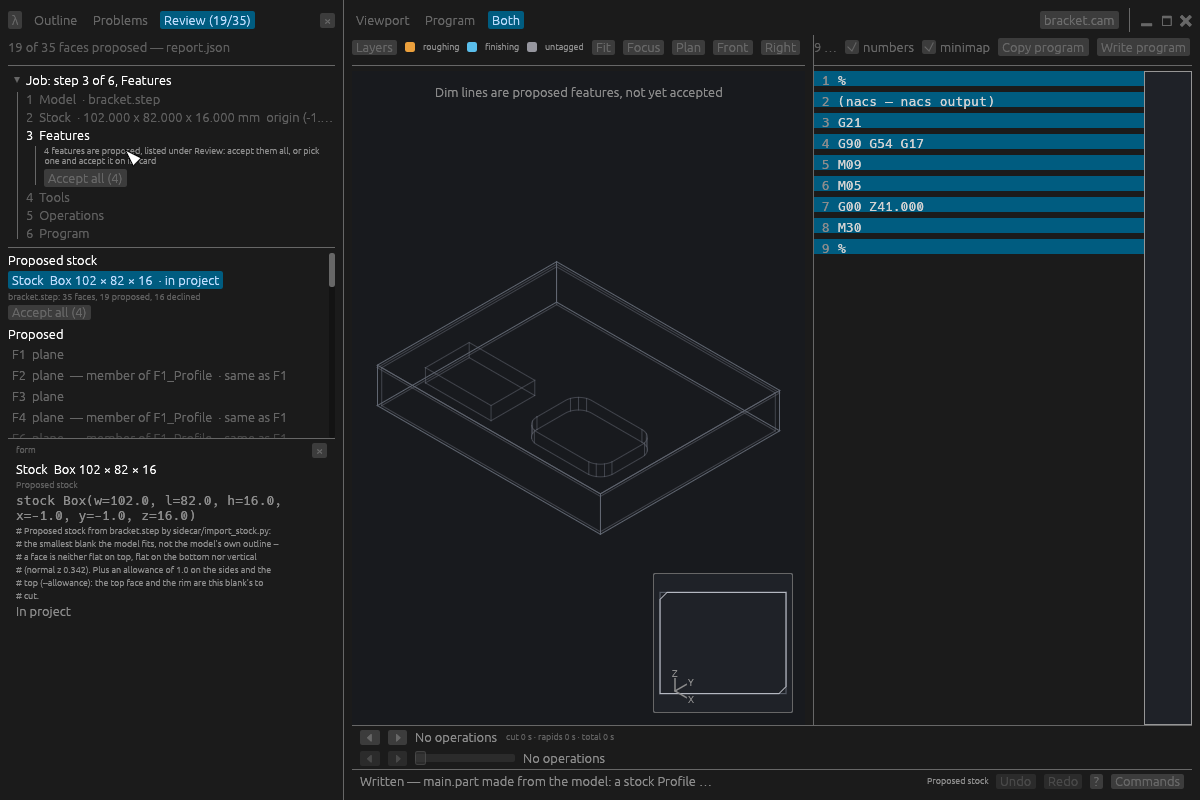 λ Outline Problems Review (19/35) ×
19 of 35 faces proposed — report.json
▼ Job: step 3 of 6, Features
1 Model · bracket.step
2 Stock · 102.000 x 82.000 x 16.000 mm origin (-1.…
3 Features
4 features are proposed, listed under Review: accept them all, or pick
one and accept it on card
Accept all (4)
4 Tools
5 Operations
6 Program
Proposed stock
Stock Box 102 × 82 × 16 · in project
bracket.step: 35 faces, 19 proposed, 16 declined
Accept all (4)
Proposed
F1 plane
F2 plane — member of F1_Profile · same as F1
F3 plane
F4 plane — member of F1_Profile · same as F1
form ×
Stock Box 102 × 82 × 16
Proposed stock
stock Box(w=102.0, l=82.0, h=16.0,
x=-1.0, y=-1.0, z=16.0)
# Proposed stock from bracket.step by sidecar/import_stock.py:
# the smallest blank the model fits, not the model's own outline –
# a face is neither flat on top, flat on the bottom nor vertical
# (normal z 0.342). Plus an allowance of 1.0 on the sides and the
# top (--allowance): the top face and the rim are this blank's to
# cut.
In project
Viewport Program Both
Layers roughing finishing untagged Fit Focus Plan Front Right
Dim lines are proposed features, not yet accepted
Z
Y
X
bracket.cam
9 … numbers minimap Copy program Write program
1 %
2 (nacs — nacs output)
3 G21
4 G90 G54 G17
5 M09
6 M05
7 G00 Z41.000
8 M30
9 %
No operations cut 0 s · rapids 0 s · total 0 s
No operations
Written — main.part made from the model: a stock Profile …
Proposed stock Undo Redo ? Commands